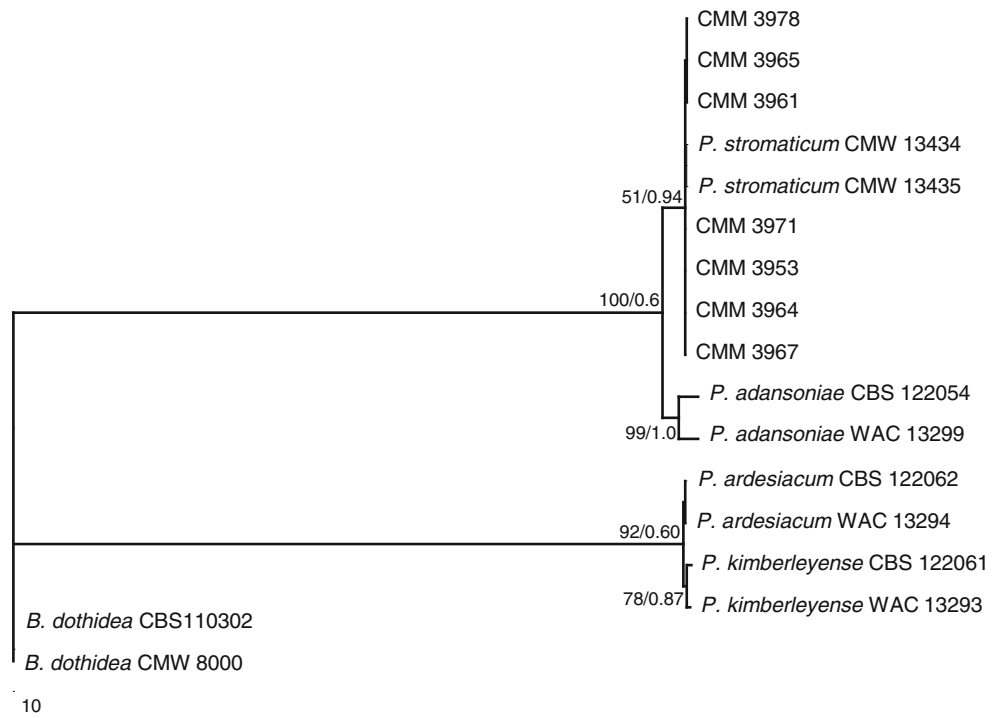 CMM 3978
CMM 3965
CMM 3961
P. stromaticum CMW 13434
P. stromaticum CMW 13435
51/0.94
CMM 3971
CMM 3953
100/0.6
CMM 3964
CMM 3967
P. adansoniae CBS 122054
99/1.0
P. adansoniae WAC 13299
P. ardesiacum CBS 122062
P. ardesiacum WAC 13294
92/0.60
P. kimberleyense CBS 122061
78/0.87
P. kimberleyense WAC 13293
B. dothidea CBS110302
B. dothidea CMW 8000
10